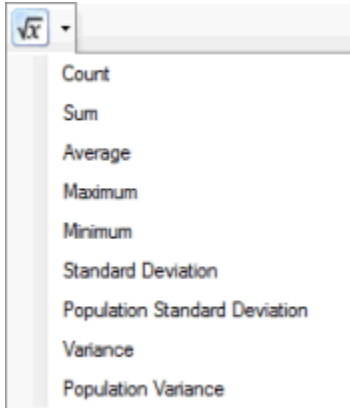 √x
Count
Sum
Average
Maximum
Minimum
Standard Deviation
Population Standard Deviation
Variance
Population Variance